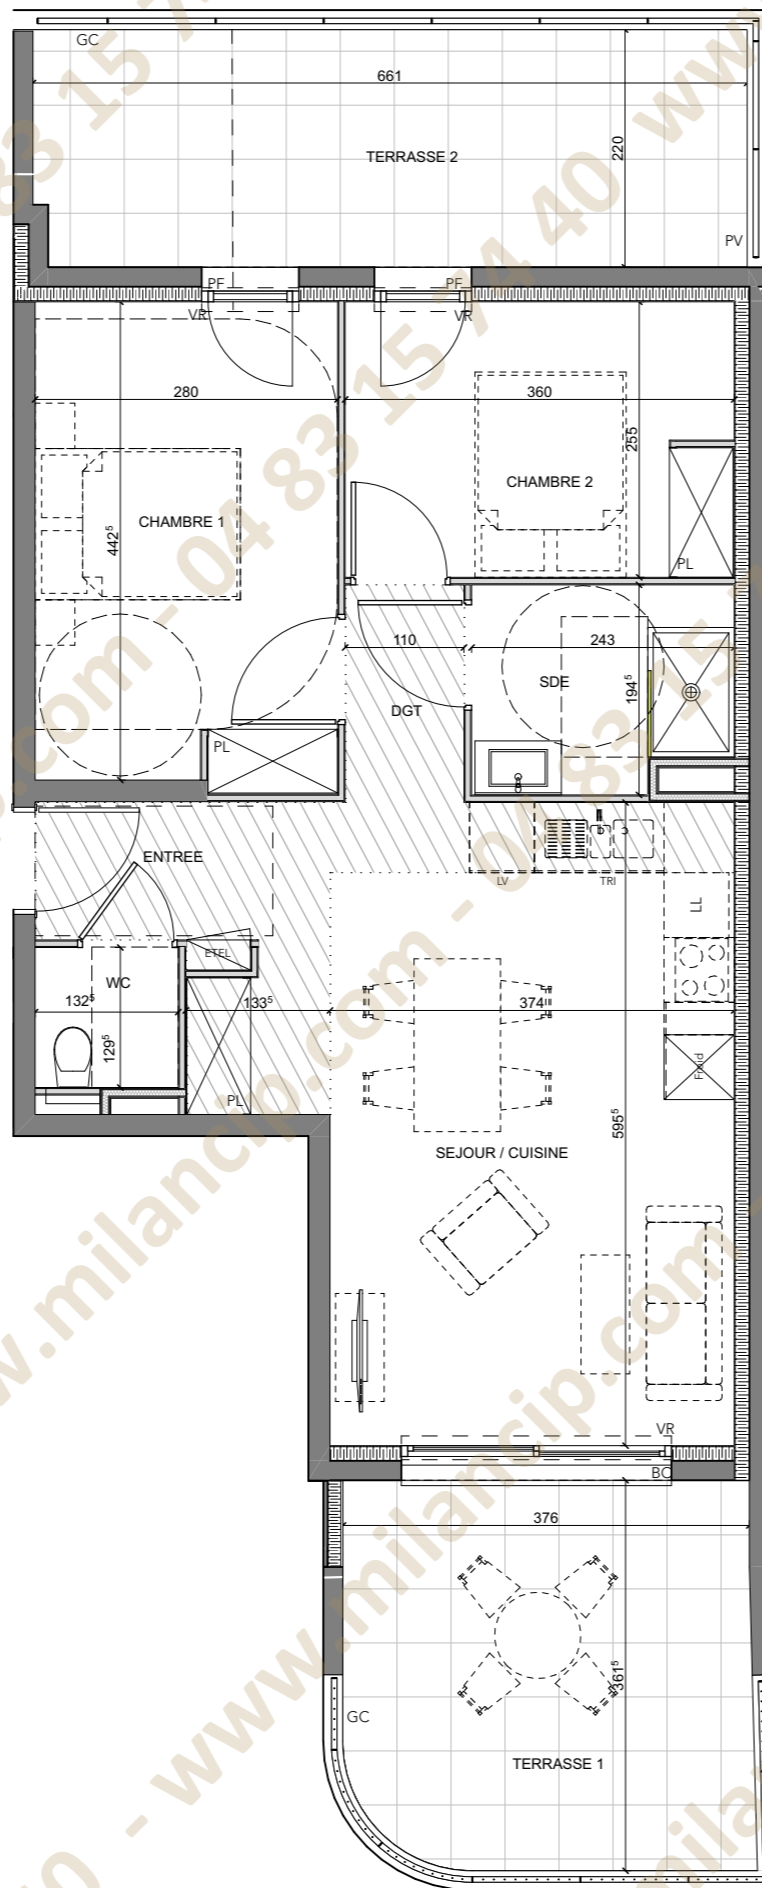 GC
661
TERRASSE 2
220
PV
PF
PF
VR
VR
280
360
255
CHAMBRE 2
CHAMBRE 1
442⁵
PL
110
243
SDE
194⁵
DGT
PL
ENTREE
LV
TRI
LL
ETEL
WC
132⁵
133⁵
374
129⁵
Froid
PL
595⁵
SEJOUR / CUISINE
VR
BC
376
361⁵
GC
TERRASSE 1
www.milancip.com - 04 83 15 74 40